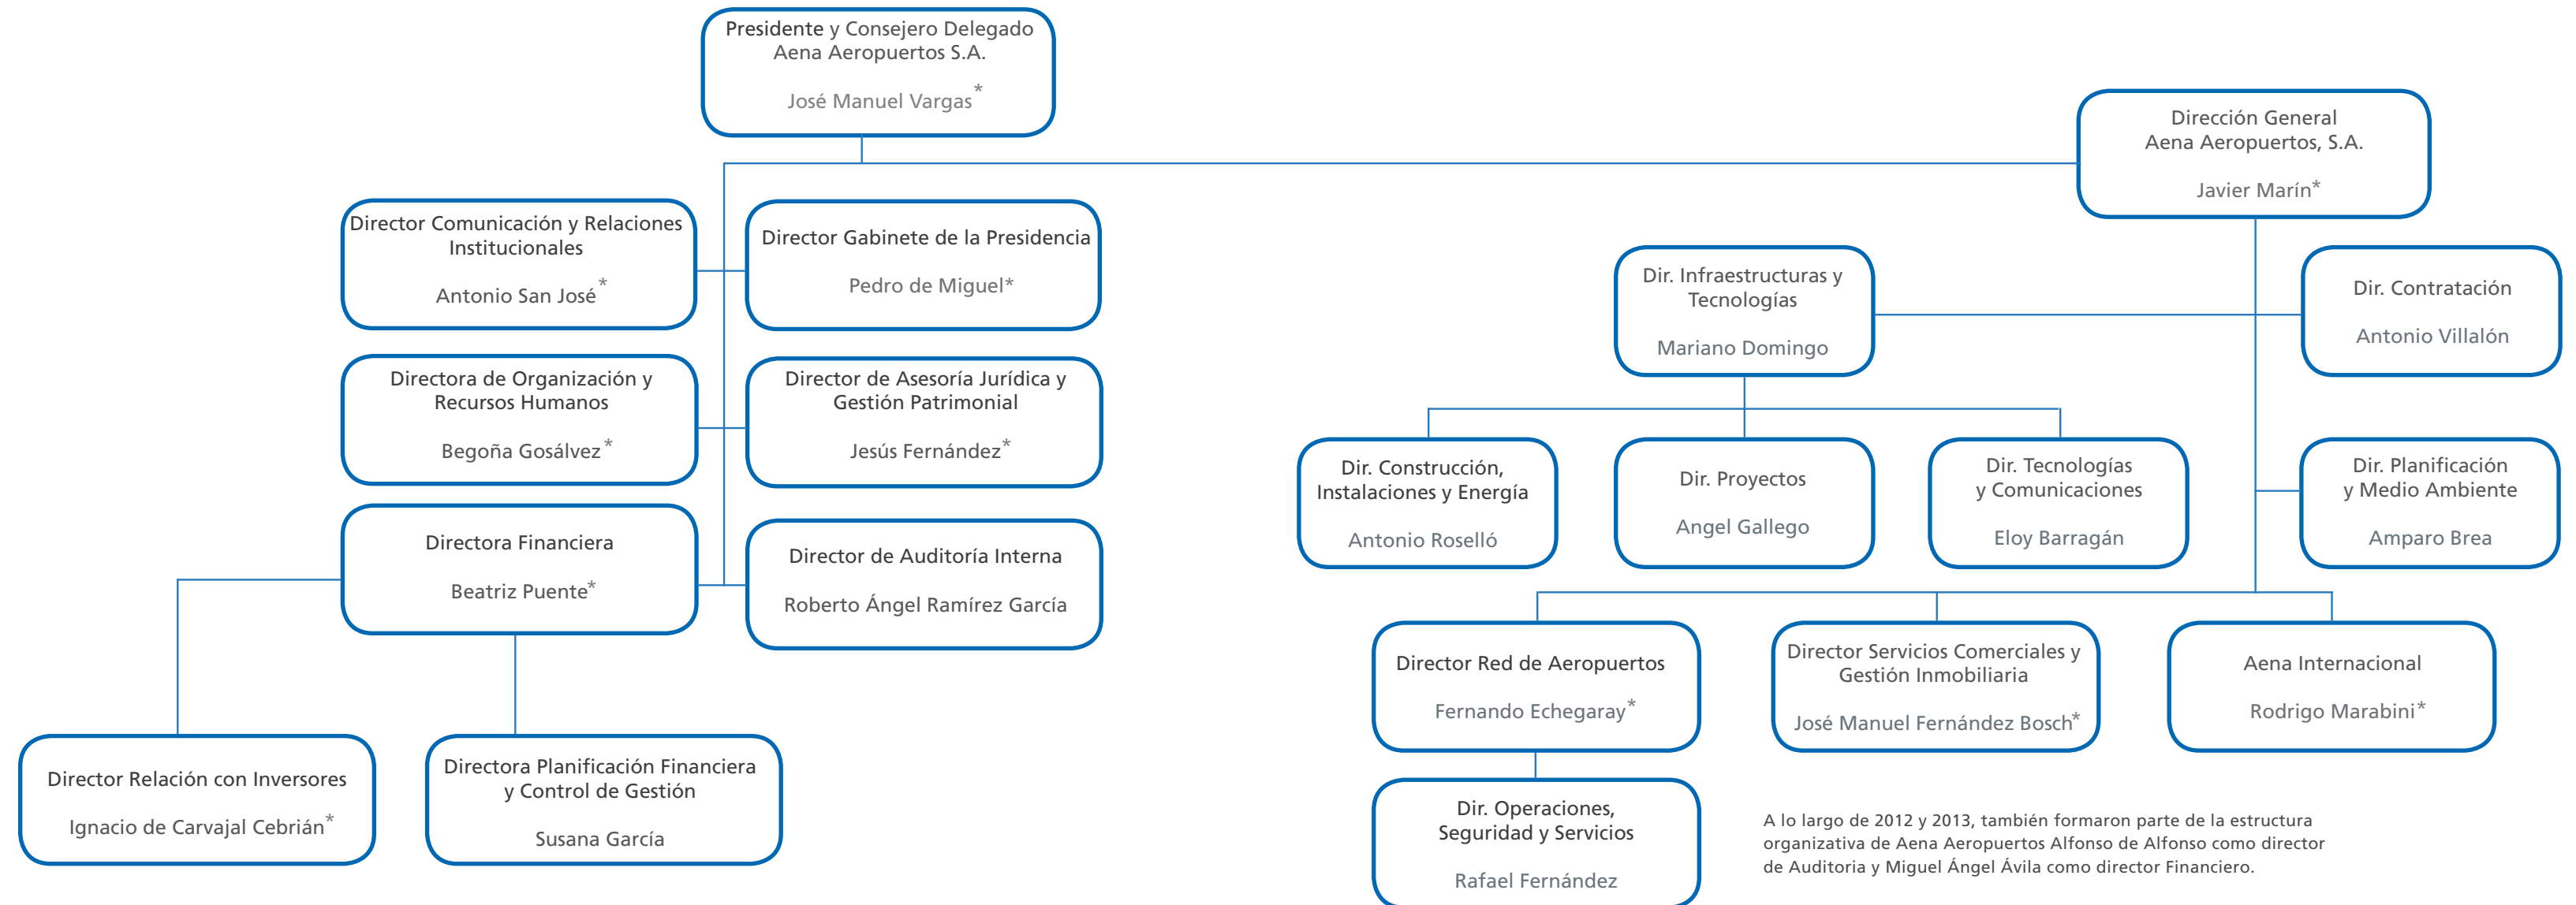 Presidente y Consejero Delegado
Aena Aeropuertos S.A.
José Manuel Vargas*
Dirección General
Aena Aeropuertos, S.A.
Javier Marín*
Director Comunicación y Relaciones
Institucionales
Antonio San José*
Director Gabinete de la Presidencia
Pedro de Miguel*
Dir. Infraestructuras y
Tecnologías
Mariano Domingo
Dir. Contratación
Antonio Villalón
Directora de Organización y
Recursos Humanos
Begoña Gosálvez*
Director de Asesoría Jurídica y
Gestión Patrimonial
Jesús Fernández*
Dir. Construcción,
Instalaciones y Energía
Antonio Roselló
Dir. Proyectos
Angel Gallego
Dir. Tecnologías
y Comunicaciones
Eloy Barragán
Dir. Planificación
y Medio Ambiente
Amparo Brea
Directora Financiera
Beatriz Puente*
Director de Auditoría Interna
Roberto Ángel Ramírez García
Director Red de Aeropuertos
Fernando Echegaray*
Director Servicios Comerciales y
Gestión Inmobiliaria
José Manuel Fernández Bosch*
Aena Internacional
Rodrigo Marabini*
Director Relación con Inversores
Ignacio de Carvajal Cebrián*
Directora Planificación Financiera
y Control de Gestión
Susana García
Dir. Operaciones,
Seguridad y Servicios
Rafael Fernández
A lo largo de 2012 y 2013, también formaron parte de la estructura
organizativa de Aena Aeropuertos Alfonso de Alfonso como director
de Auditoria y Miguel Ángel Ávila como director Financiero.